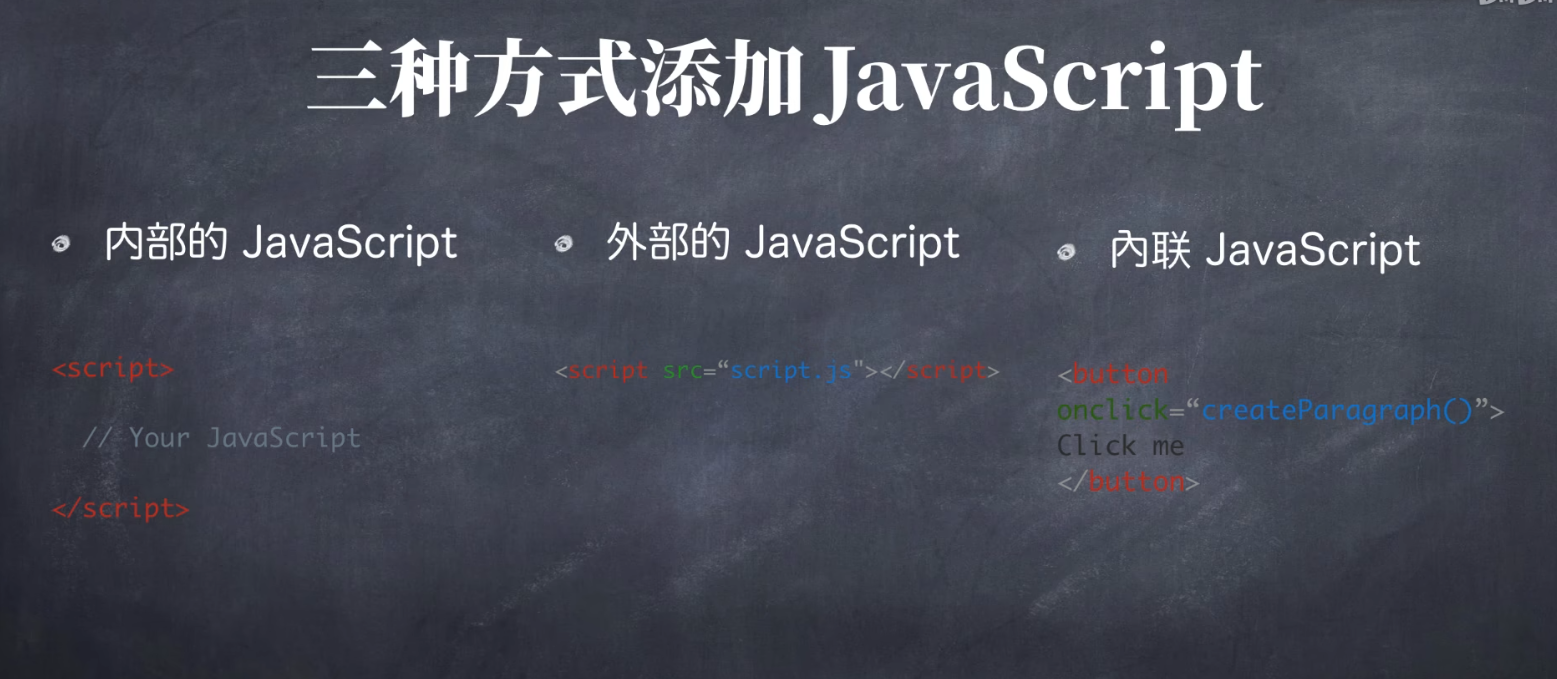 三种方式添加JavaScript
内部的 JavaScript
<script>
// Your JavaScript
</script>
外部的 JavaScript
<script src=“script.js"></script>
內联 JavaScript
<button
onclick=“createParagraph()”>
Click me
</button>